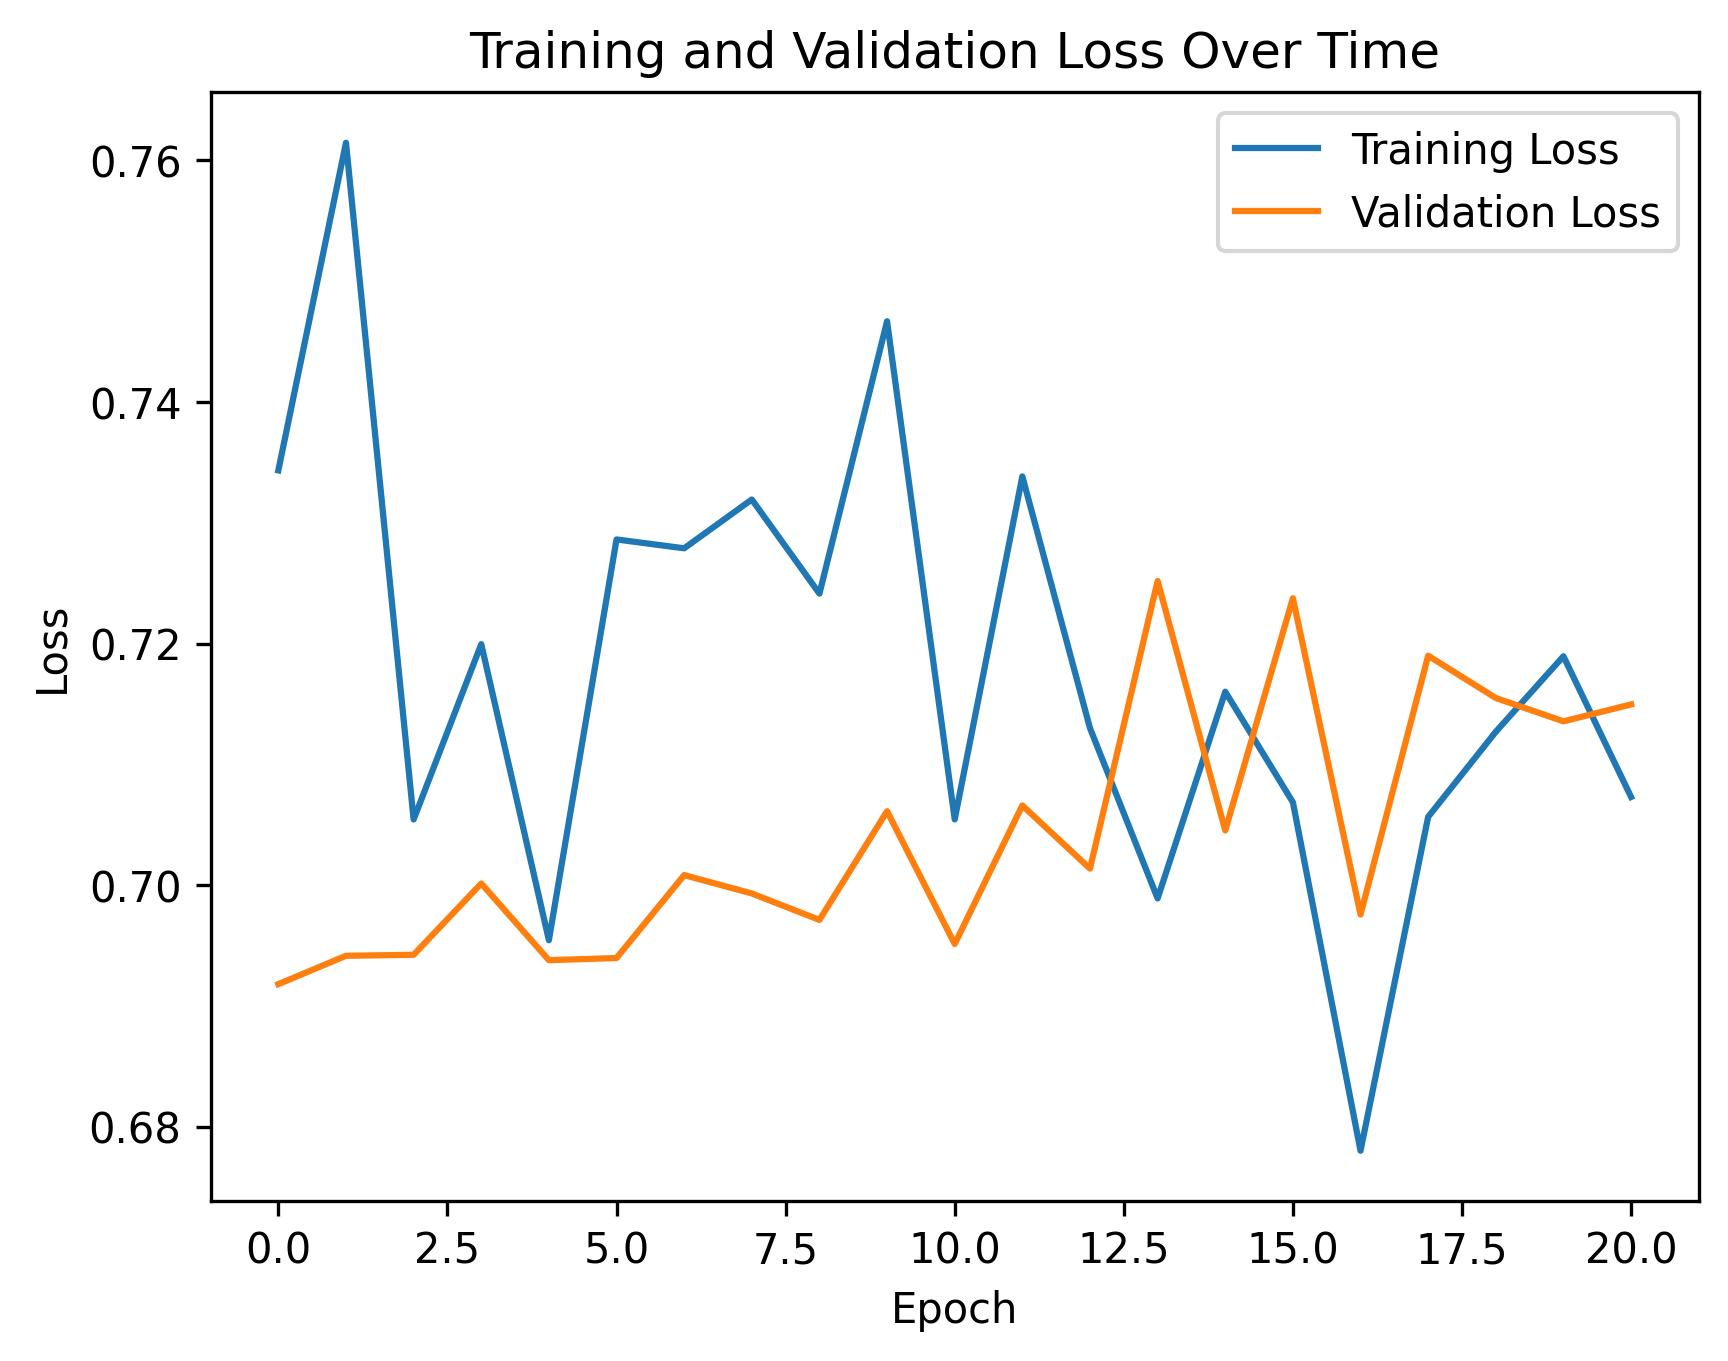 Training and Validation Loss Over Time
Training Loss
Validation Loss
0.76
0.74
0.72
0.70
0.68
Loss
0.0 2.5 5.0 7.5 10.0 12.5 15.0 17.5 20.0
Epoch